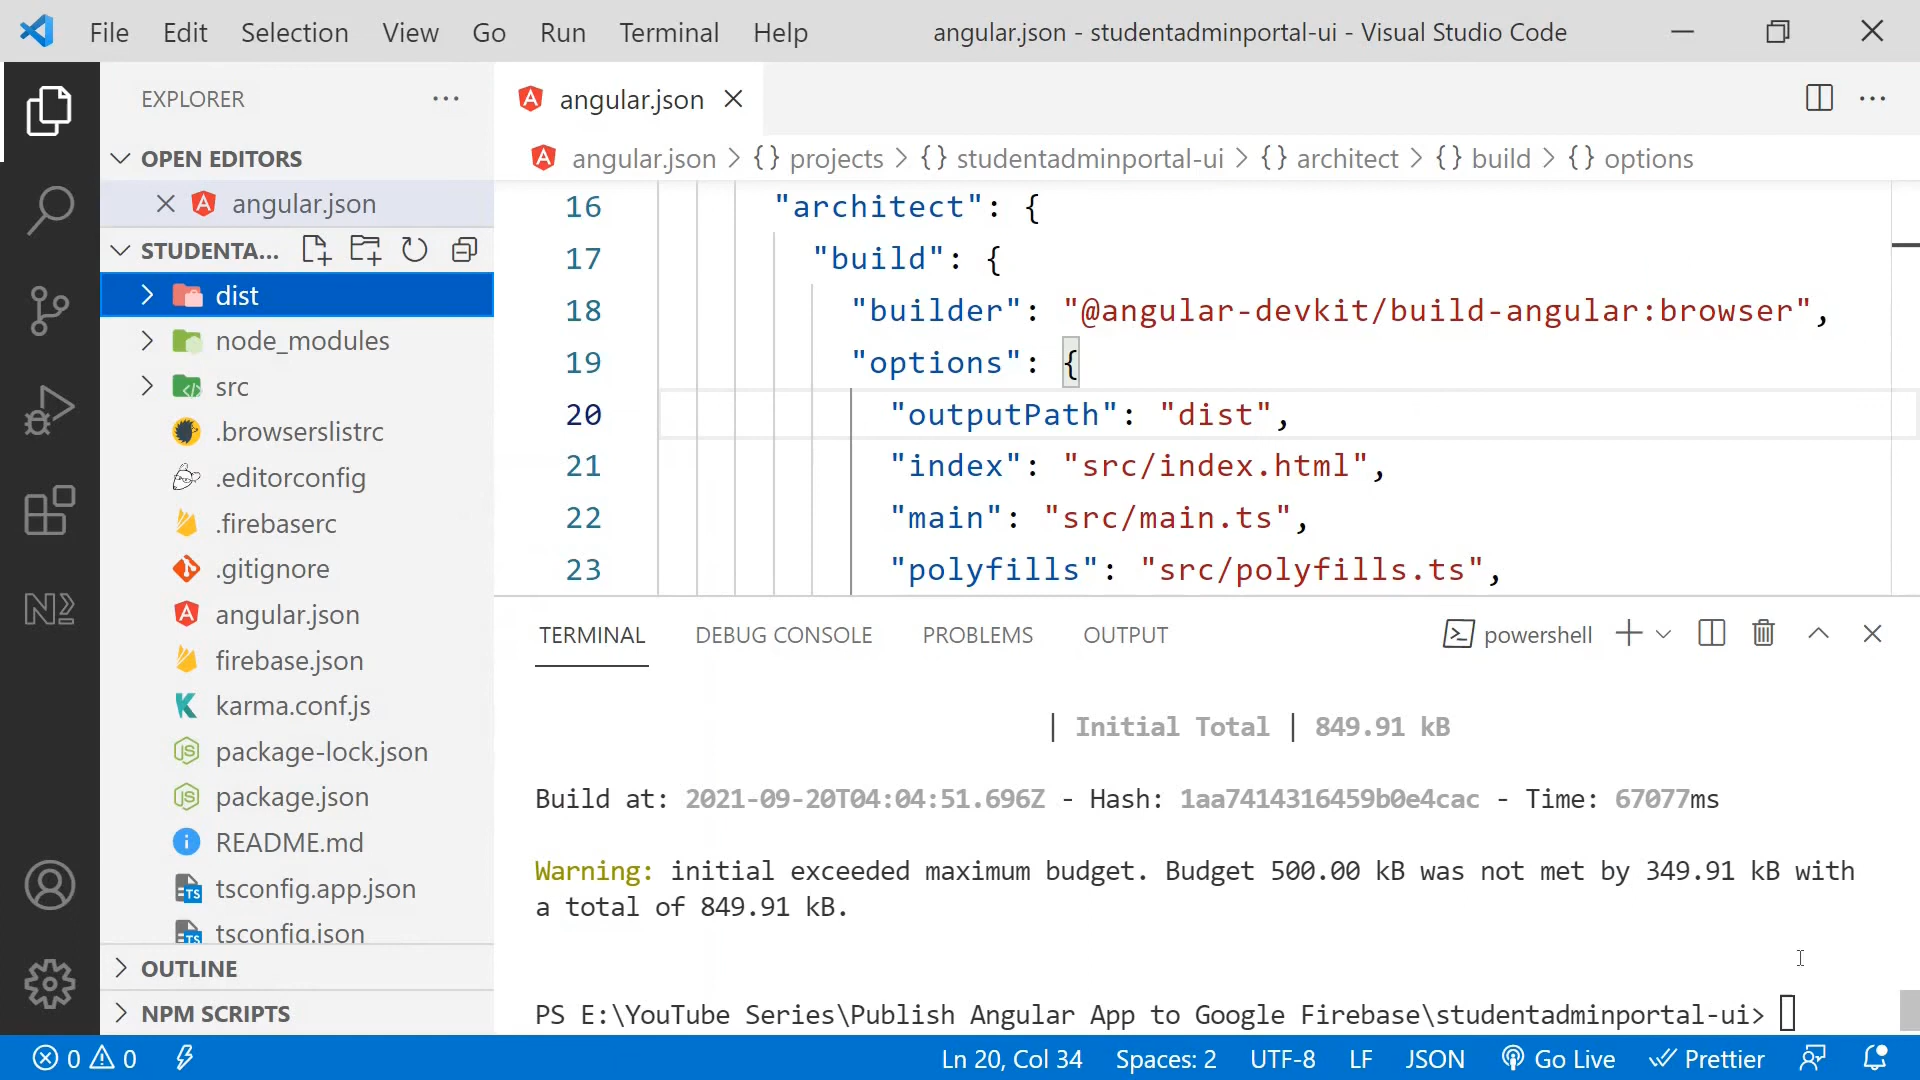 File Edit Selection View Go Run Terminal Help
angular.json - studentadminportal-ui - Visual Studio Code
EXPLORER
OPEN EDITORS
angular.json
STUDENTA...
dist
node_modules
src
.browserslistrc
.editorconfig
.firebaserc
.gitignore
angular.json
firebase.json
karma.conf.js
package-lock.json
package.json
README.md
tsconfig.app.json
tsconfig.json
OUTLINE
NPM SCRIPTS
angular.json
angular.json > {} projects > {} studentadminportal-ui > {} architect > {} build > {} options
16 "architect": {
17 "build": {
18 "builder": "@angular-devkit/build-angular:browser",
19 "options": {
20 "outputPath": "dist",
21 "index": "src/index.html",
22 "main": "src/main.ts",
23 "polyfills": "src/polyfills.ts",
TERMINAL DEBUG CONSOLE PROBLEMS OUTPUT
powershell
| Initial Total | 849.91 kB
Build at: 2021-09-20T04:04:51.696Z - Hash: 1aa7414316459b0e4cac - Time: 67077ms
Warning: initial exceeded maximum budget. Budget 500.00 kB was not met by 349.91 kB with
a total of 849.91 kB.
PS E:\YouTube Series\Publish Angular App to Google Firebase\studentadminportal-ui>
0 0
Ln 20, Col 34 Spaces: 2 UTF-8 LF JSON Go Live Prettier